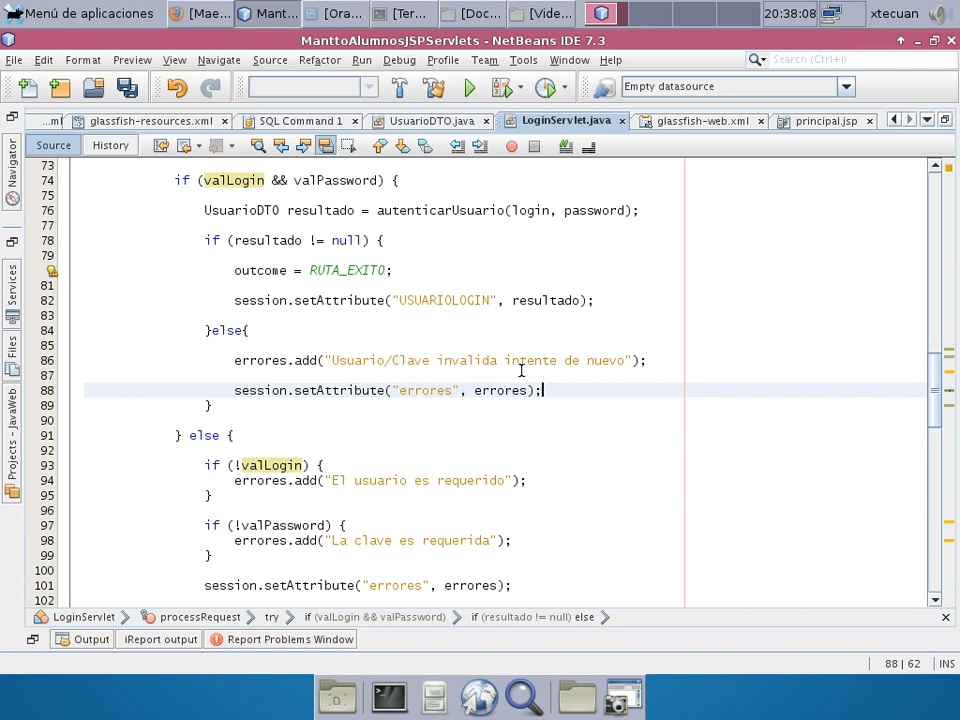 Menú de aplicaciones [Mae... Mant... [Ora... [Ter... [Doc... [Vide... 20:38:08 xtecuan
ManttoAlumnosJSPServlets - NetBeans IDE 7.3
File Edit Format Preview View Navigate Source Refactor Run Debug Profile Team Tools Window Help Search (Ctrl+I)
Empty datasource
...ml glassfish-resources.xml SQL Command 1 UsuarioDTO.java LoginServlet.java glassfish-web.xml principal.jsp
Source History
Navigator
Services
Files
Projects - JavaWeb
73
74 if (valLogin && valPassword) {
75
76 UsuarioDTO resultado = autenticarUsuario(login, password);
77
78 if (resultado != null) {
79
outcome = RUTA_EXITO;
81
82 session.setAttribute("USUARIOLOGIN", resultado);
83
84 }else{
85
86 errores.add("Usuario/Clave invalida intente de nuevo");
87
88 session.setAttribute("errores", errores);
89 }
90
91 } else {
92
93 if (!valLogin) {
94 errores.add("El usuario es requerido");
95 }
96
97 if (!valPassword) {
98 errores.add("La clave es requerida");
99 }
100
101 session.setAttribute("errores", errores);
102
LoginServlet processRequest try if (valLogin && valPassword) if (resultado != null) else
Output iReport output Report Problems Window
88 | 62 INS